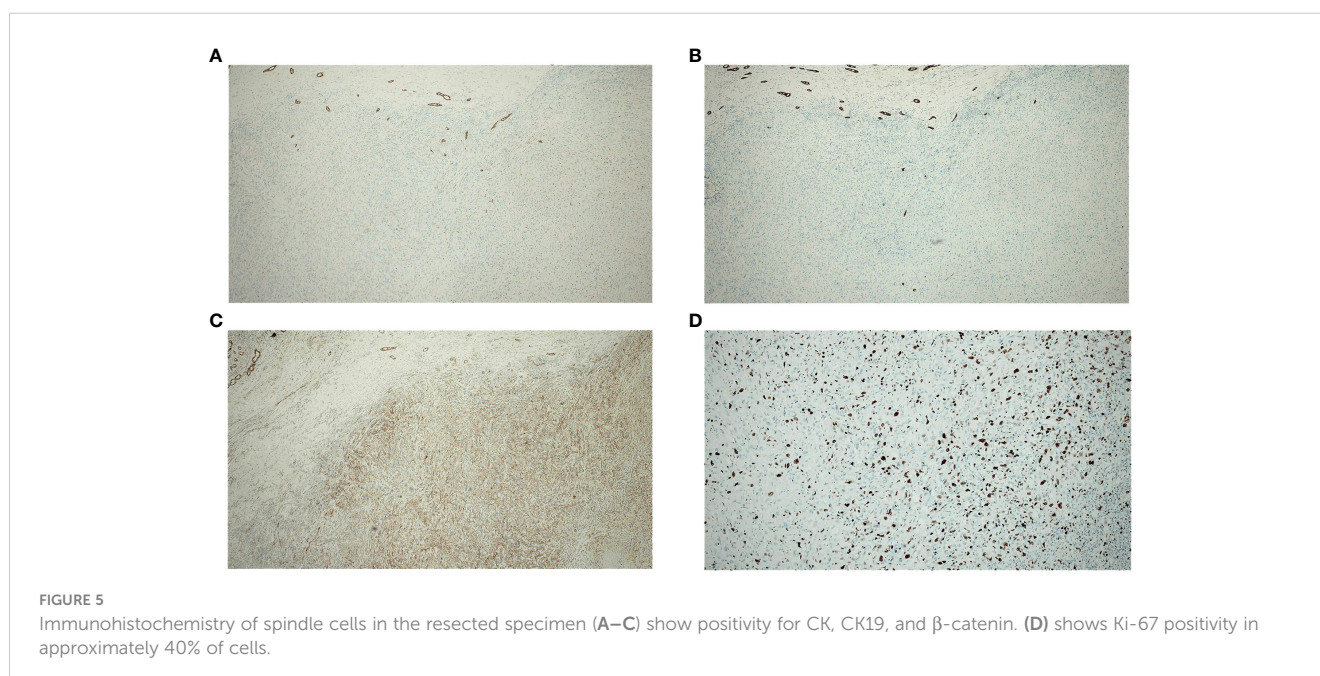 A
B
C
D
FIGURE 5
Immunohistochemistry of spindle cells in the resected specimen (A–C) show positivity for CK, CK19, and β-catenin. (D) shows Ki-67 positivity in
approximately 40% of cells.